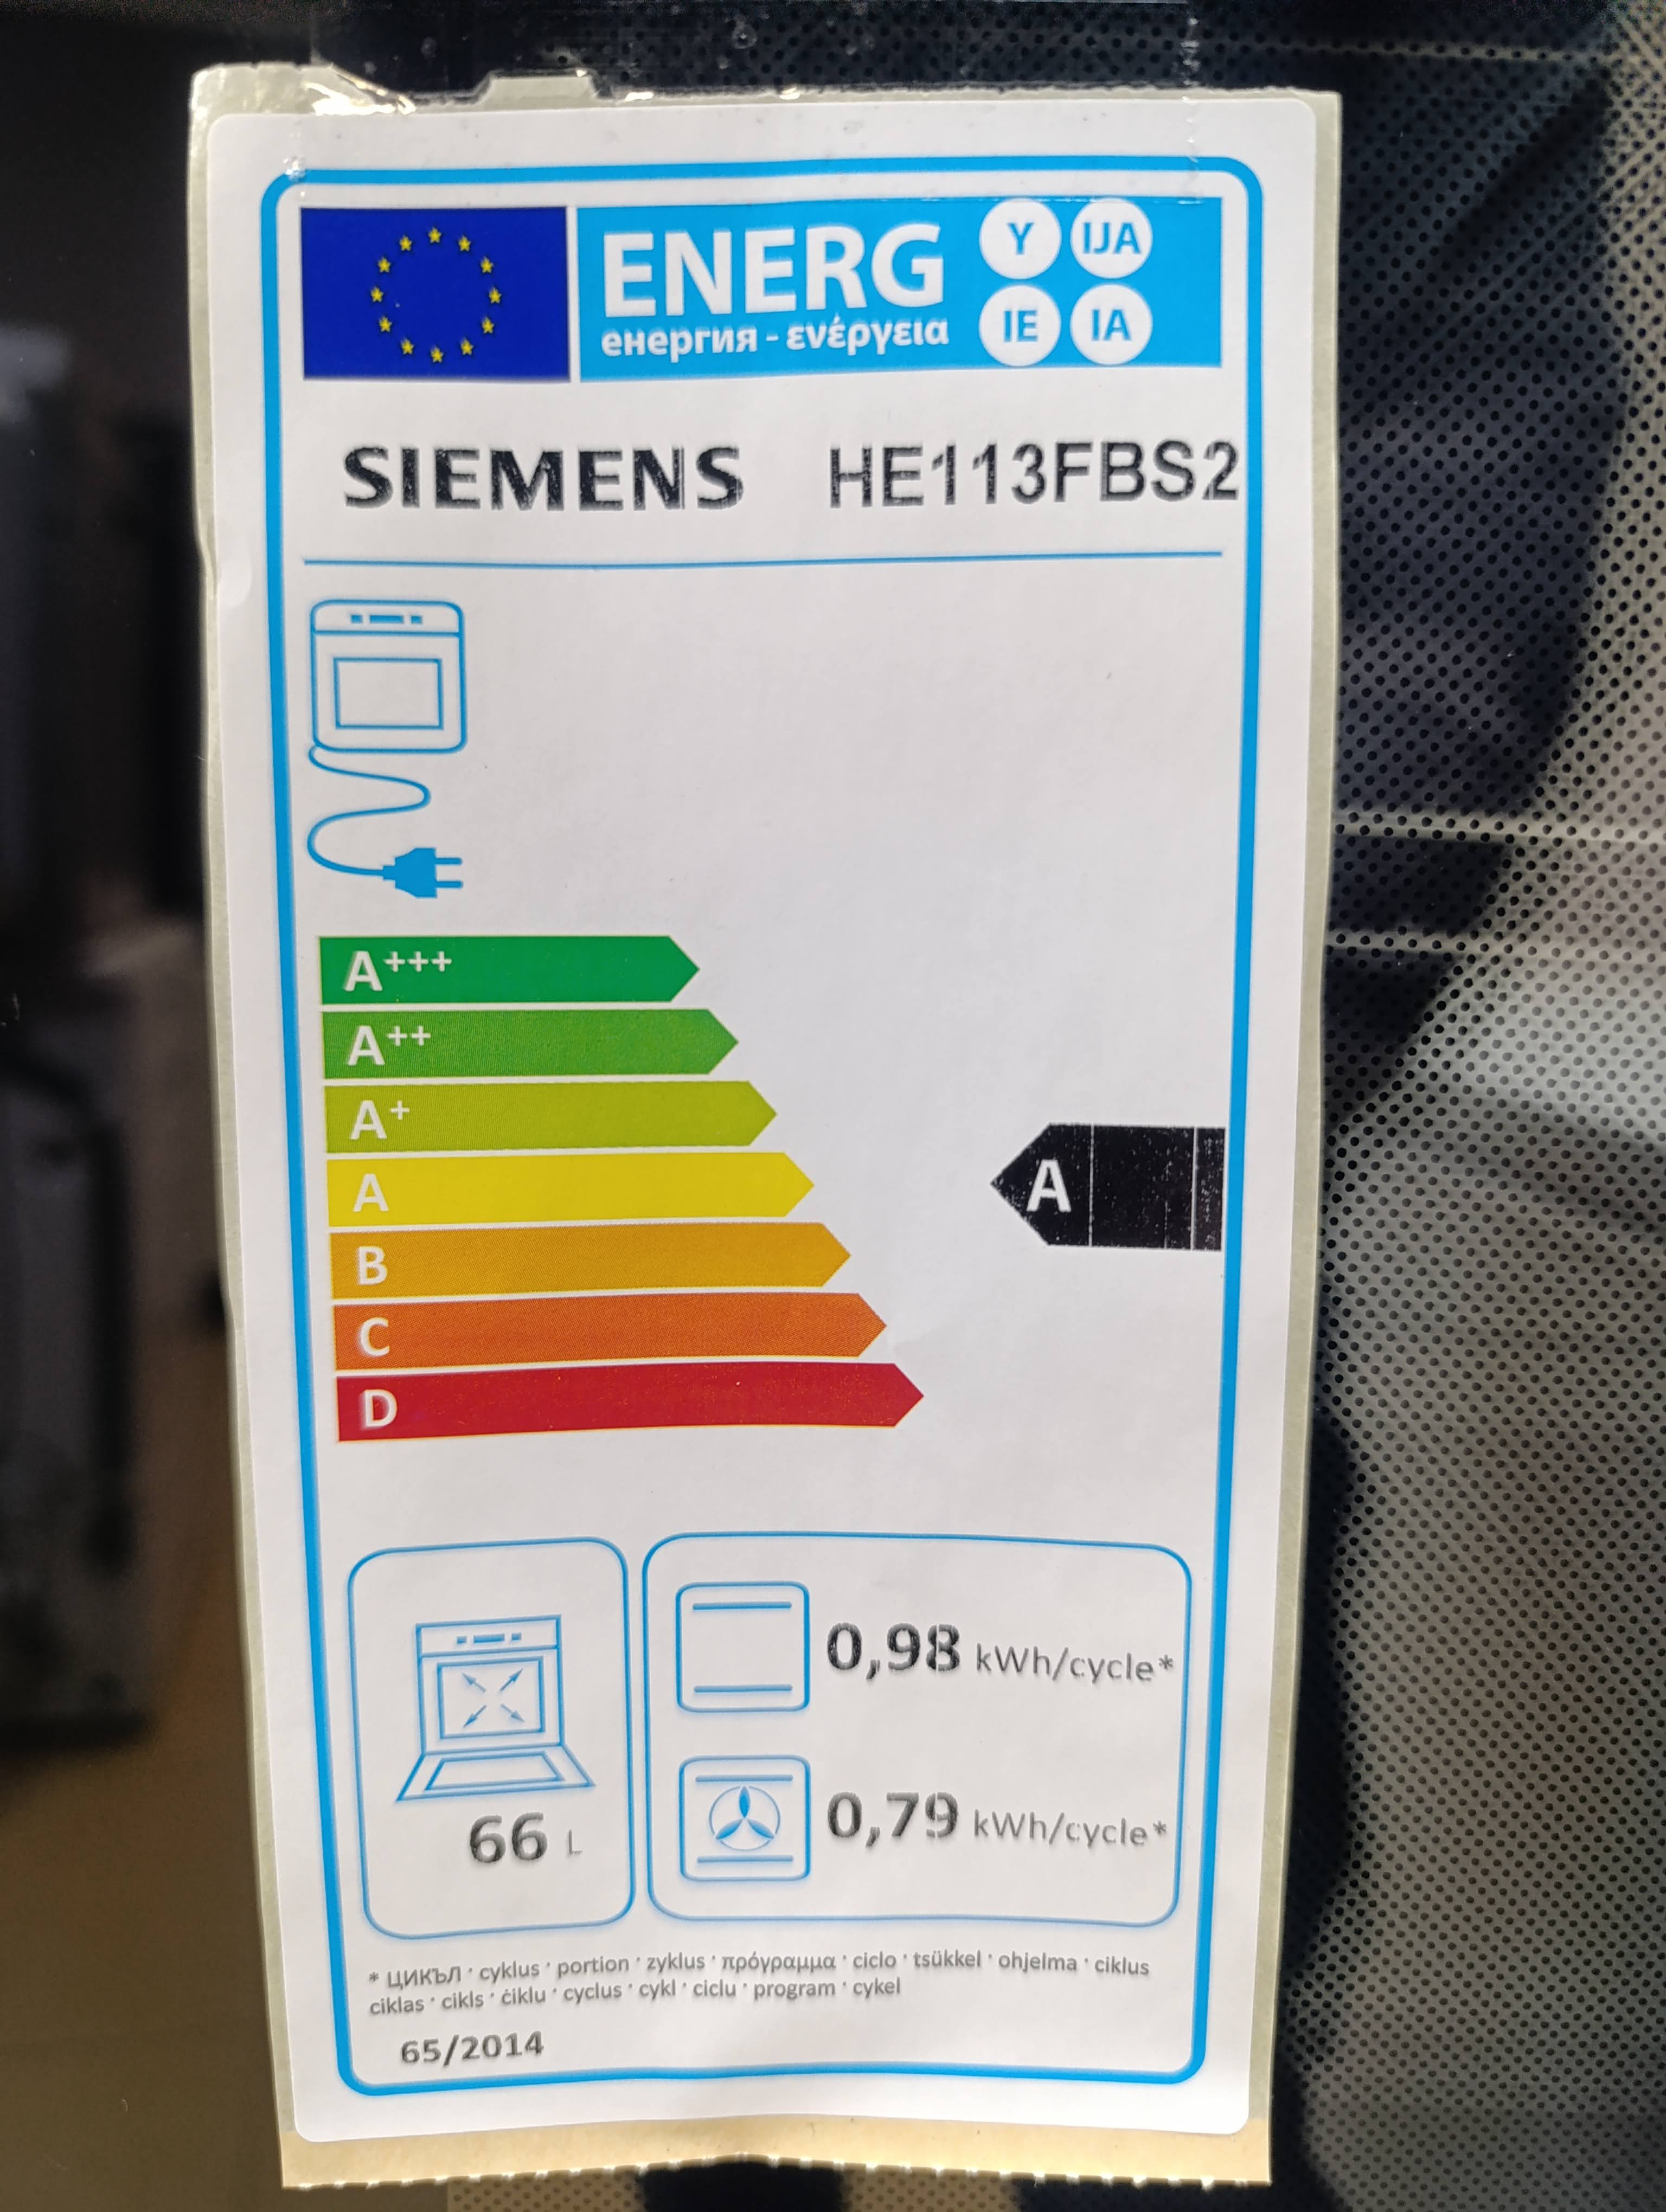 ENERG Y IJA
енергия - ενέργεια IE IA
SIEMENS HE113FBS2
A+++
A++
A+
A
A
B
C
D
0,98 kWh/cycle*
0,79 kWh/cycle*
66 L
* ЦИКЪЛ · cyklus · portion · zyklus · πρόγραμμα · ciclo · tsükkel · ohjelma · ciklus
ciklas · cikls · ċiklu · cyclus · cykl · ciclu · program · cykel
65/2014